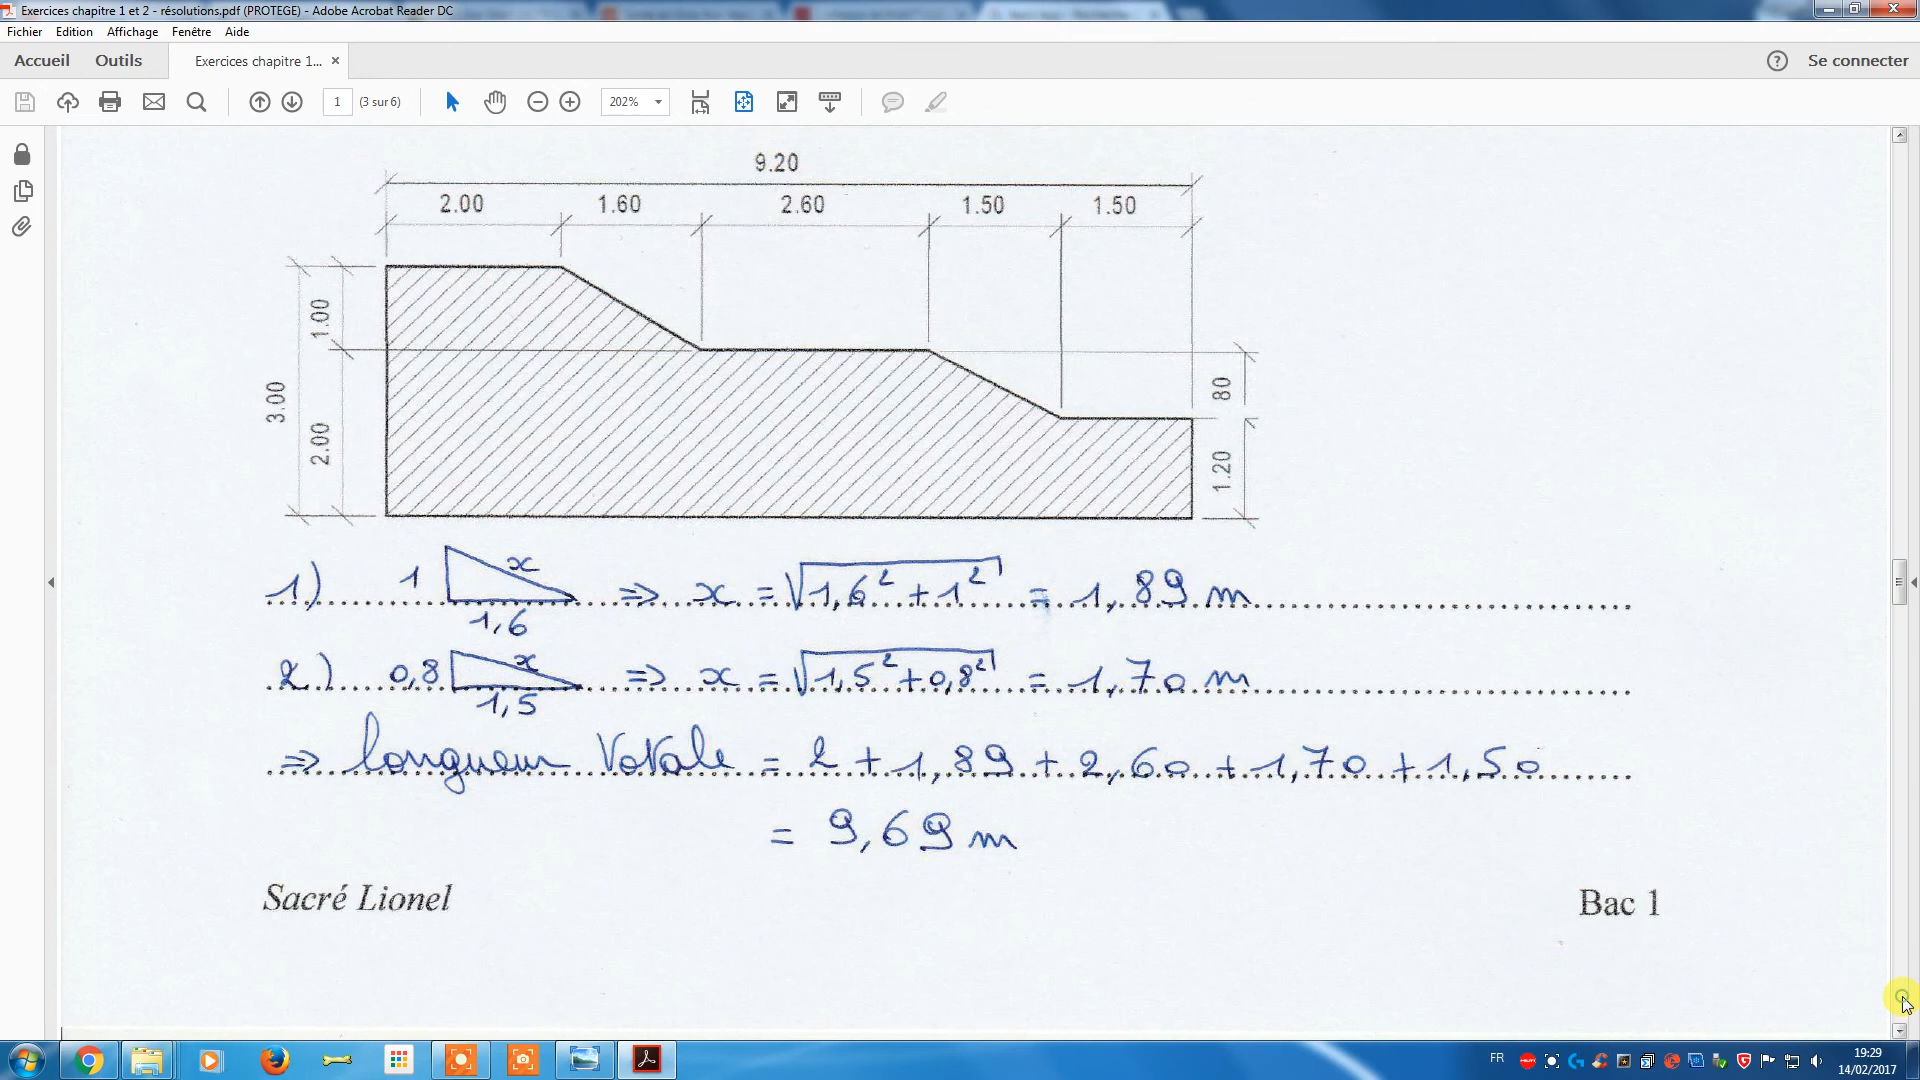 Exercices chapitre 1 et 2 - résolutions.pdf (PROTEGE) - Adobe Acrobat Reader DC
Fichier Edition Affichage Fenêtre Aide
Accueil Outils Exercices chapitre 1... × ? Se connecter
1 (3 sur 6) 202%
9.20
2.00 1.60 2.60 1.50 1.50
1.00
3.00
2.00
80
1.20
1) 1 x 1,6 => x = √1,6² + 1² = 1,89 m
2) 0,8 x 1,5 => x = √1,5² + 0,8² = 1,70 m
=> longueur totale = 2 + 1,89 + 2,60 + 1,70 + 1,50
= 9,69 m
Sacré Lionel Bac 1
FR 19:29
14/02/2017